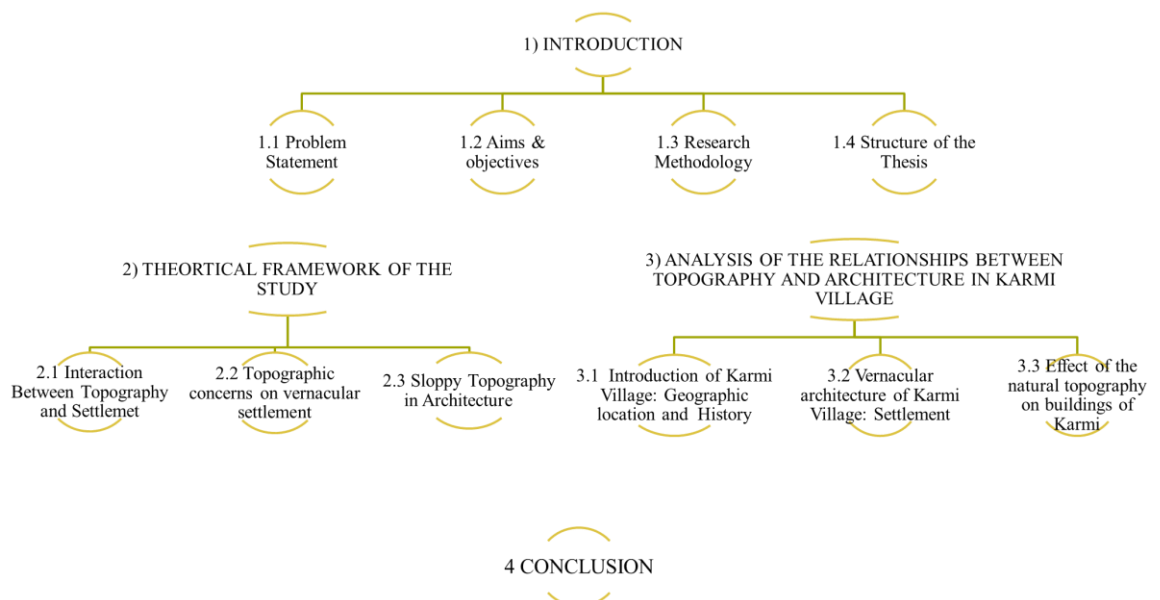 1) INTRODUCTION
1.1 Problem
Statement
1.2 Aims &
objectives
1.3 Research
Methodology
1.4 Structure of the
Thesis
2) THEORTICAL FRAMEWORK OF THE
STUDY
2.1 Interaction
Between Topography
and Settlemet
2.2 Topographic
concerns on vernacular
settlement
2.3 Sloppy Topography
in Architecture
3) ANALYSIS OF THE RELATIONSHIPS BETWEEN
TOPOGRAPHY AND ARCHITECTURE IN KARMI
VILLAGE
3.1 Introduction of Karmi
Village: Geographic
location and History
3.2 Vernacular
architecture of Karmi
Village: Settlement
3.3 Effect of the
natural topography
on buildings of
Karmi
4 CONCLUSION